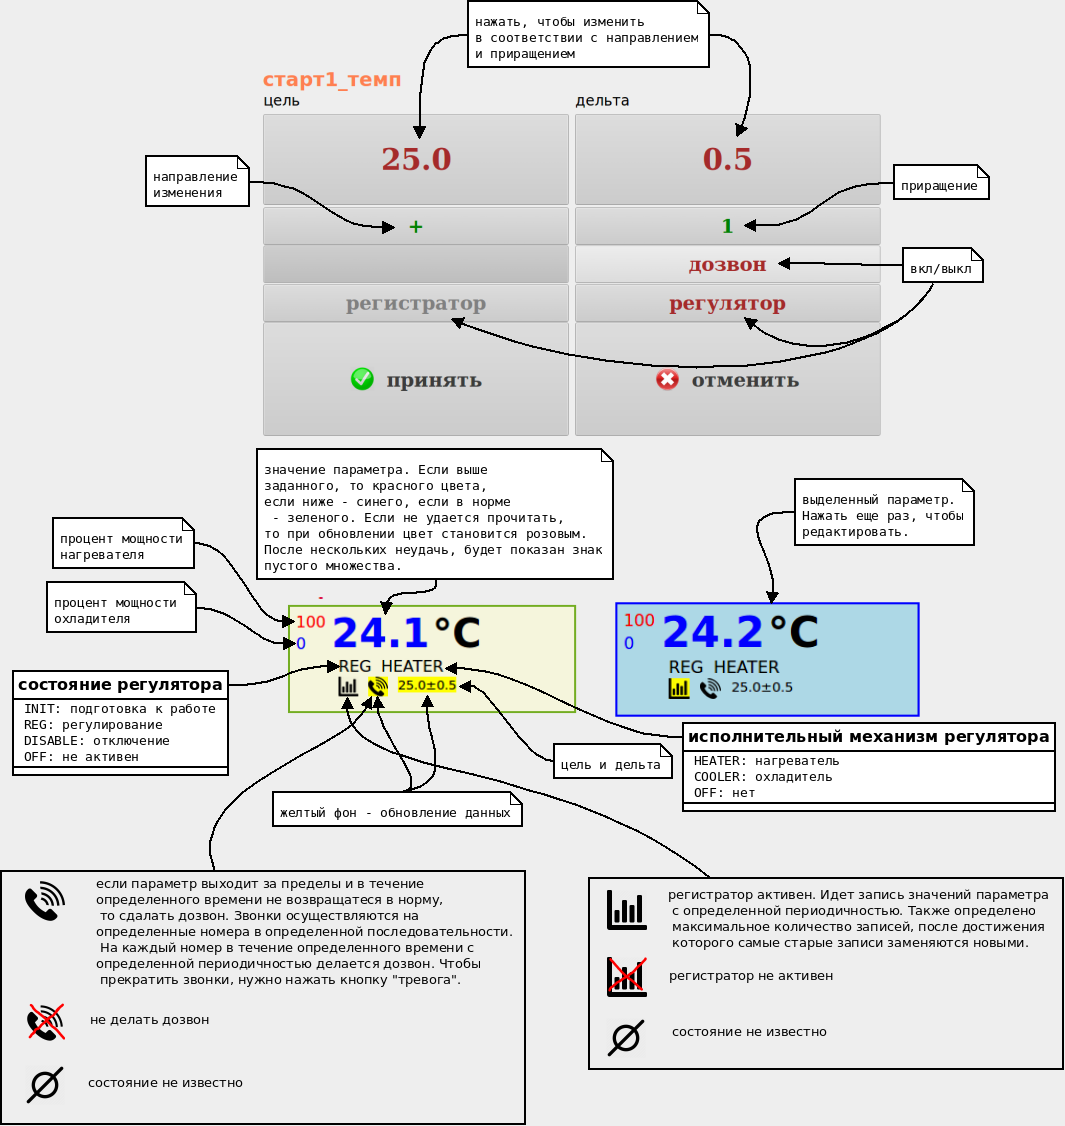 нажать, чтобы изменить
в соответствии с направлением
и приращением
старт1_темп
цель
дельта
25.0
0.5
направление
изменения
приращение
+
1
дозвон
вкл/выкл
регистратор
регулятор
принять
отменить
значение параметра. Если выше
заданного, то красного цвета,
если ниже - синего, если в норме
- зеленого. Если не удается прочитать,
то при обновлении цвет становится розовым.
После нескольких неудачь, будет показан знак
пустого множества.
выделенный параметр.
Нажать еще раз, чтобы
редактировать.
процент мощности
нагревателя
процент мощности
охладителя
-
100
0
24.1°C
REG HEATER
25.0±0.5
100
0
24.2°C
REG HEATER
25.0±0.5
состояние регулятора
INIT: подготовка к работе
REG: регулирование
DISABLE: отключение
OFF: не активен
цель и дельта
исполнительный механизм регулятора
HEATER: нагреватель
COOLER: охладитель
OFF: нет
желтый фон - обновление данных
если параметр выходит за пределы и в течение
определенного времени не возвращатеся в норму,
то сдалать дозвон. Звонки осуществляются на
определенные номера в определенной последовательности.
На каждый номер в течение определенного времени с
определенной периодичностью делается дозвон. Чтобы
прекратить звонки, нужно нажать кнопку "тревога".
не делать дозвон
состояние не известно
регистратор активен. Идет запись значений параметра
с определенной периодичностью. Также определено
максимальное количество записей, после достижения
которого самые старые записи заменяются новыми.
регистратор не активен
состояние не известно